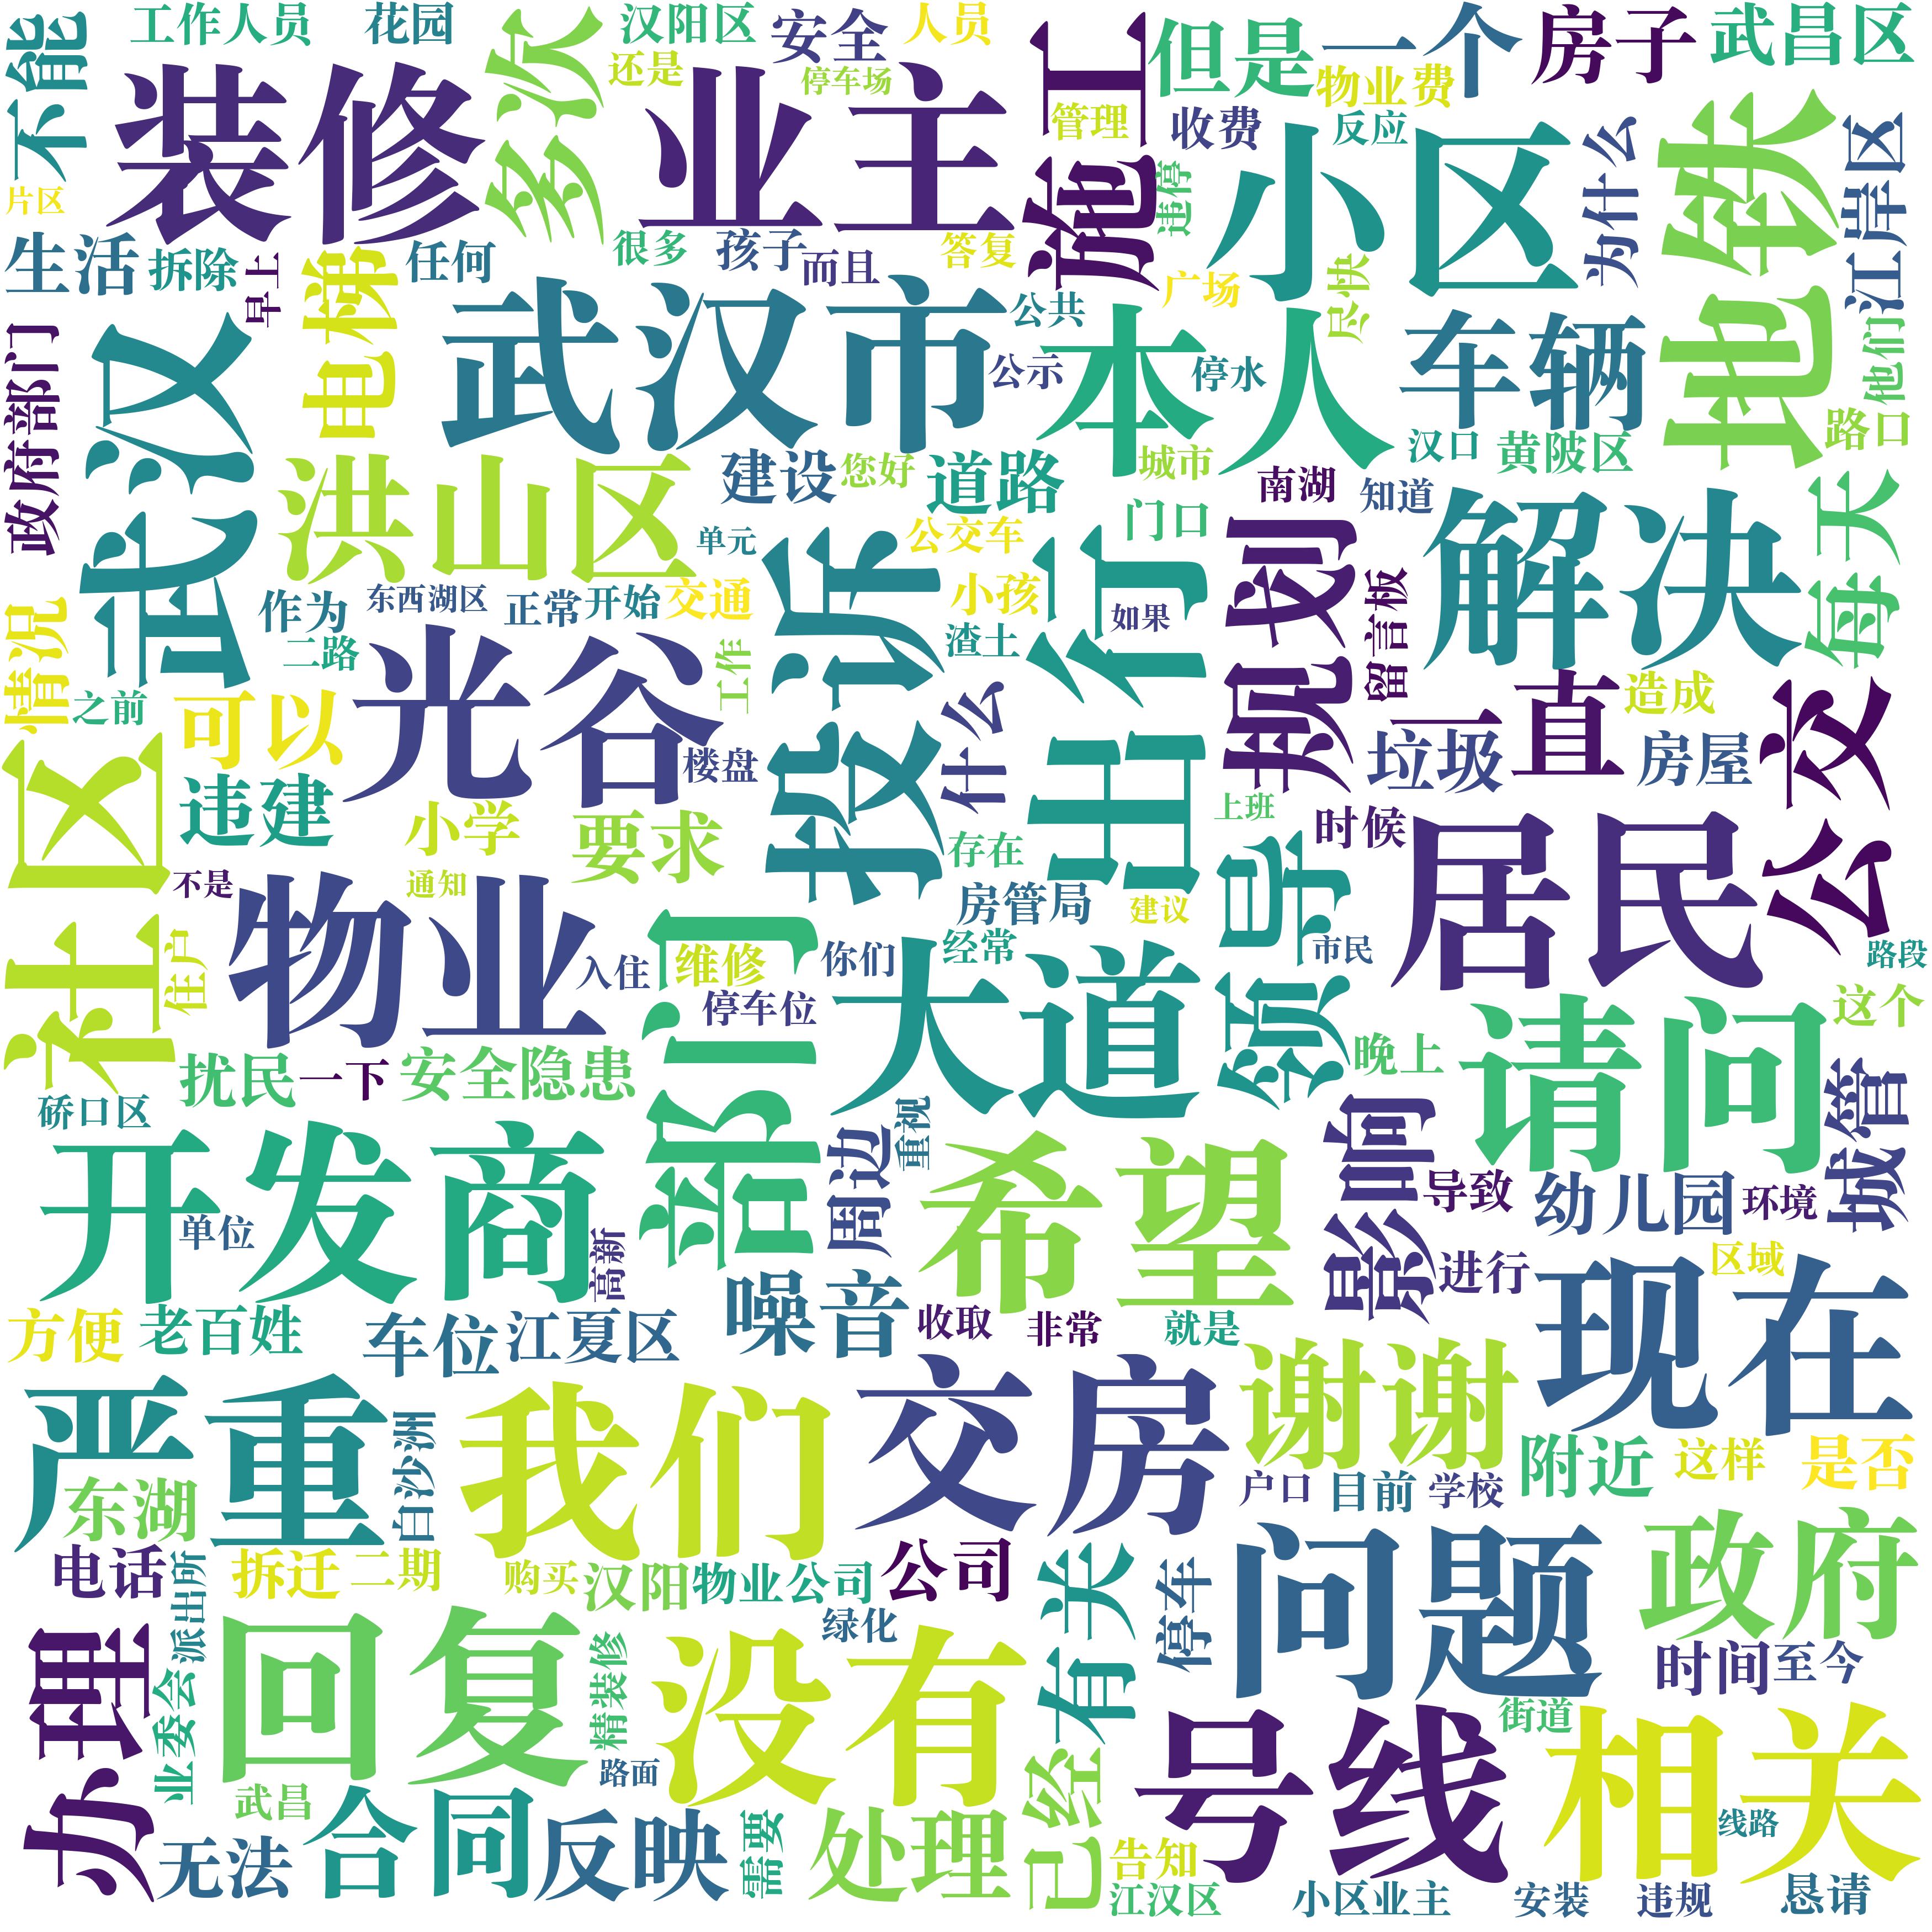 不能
工作人员
花园
多次
汉阳区
安全
人员
还是
停车场
装修
业主
施工
但是
一个
房子
武昌区
物业费
管理
收费
反应
违停
小区
为什么
地铁
江岸区
片区
生活
拆除
早上
电梯
任何
很多
孩子
而且
答复
广场
尽快
他们
政府部门
武汉
武汉市
公共
公示
本人
停水
车辆
路口
洪山区
建设
您好
道路
城市
汉口
黄陂区
南湖
知道
每天
门口
单元
投诉
公交车
出行
规划
解决
情况
作为
东西湖区
正常
开始
交通
小孩
如果
留言板
二路
渣土
之前
可以
光谷
工作
什么
一直
造成
公交
社区
违建
楼盘
垃圾
房屋
小学
要求
上班
时候
存在
领导
居民
不是
通知
物业
房管局
建议
住户
部门
维修
你们
经常
市民
路段
入住
停车位
大道
请问
这个
扰民
一下
安全隐患
晚上
城管
硚口区
开发商
周边
重视
希望
影响
导致
幼儿园
环境
单位
高新
进行
区域
现在
噪音
方便
老百姓
车位
江夏区
收取
非常
就是
严重
白沙洲
我们
交房
谢谢
附近
这样
是否
东湖
户口
目前
学校
电话
派出所
拆迁
二期
购买
汉阳
物业公司
公司
有关
停车
问题
政府
办理
业委会
回复
精装修
没有
绿化
时间
至今
路面
号线
街道
相关
武昌
合同
已经
线路
无法
反映
需要
处理
告知
江汉区
小区业主
安装
违规
恳请